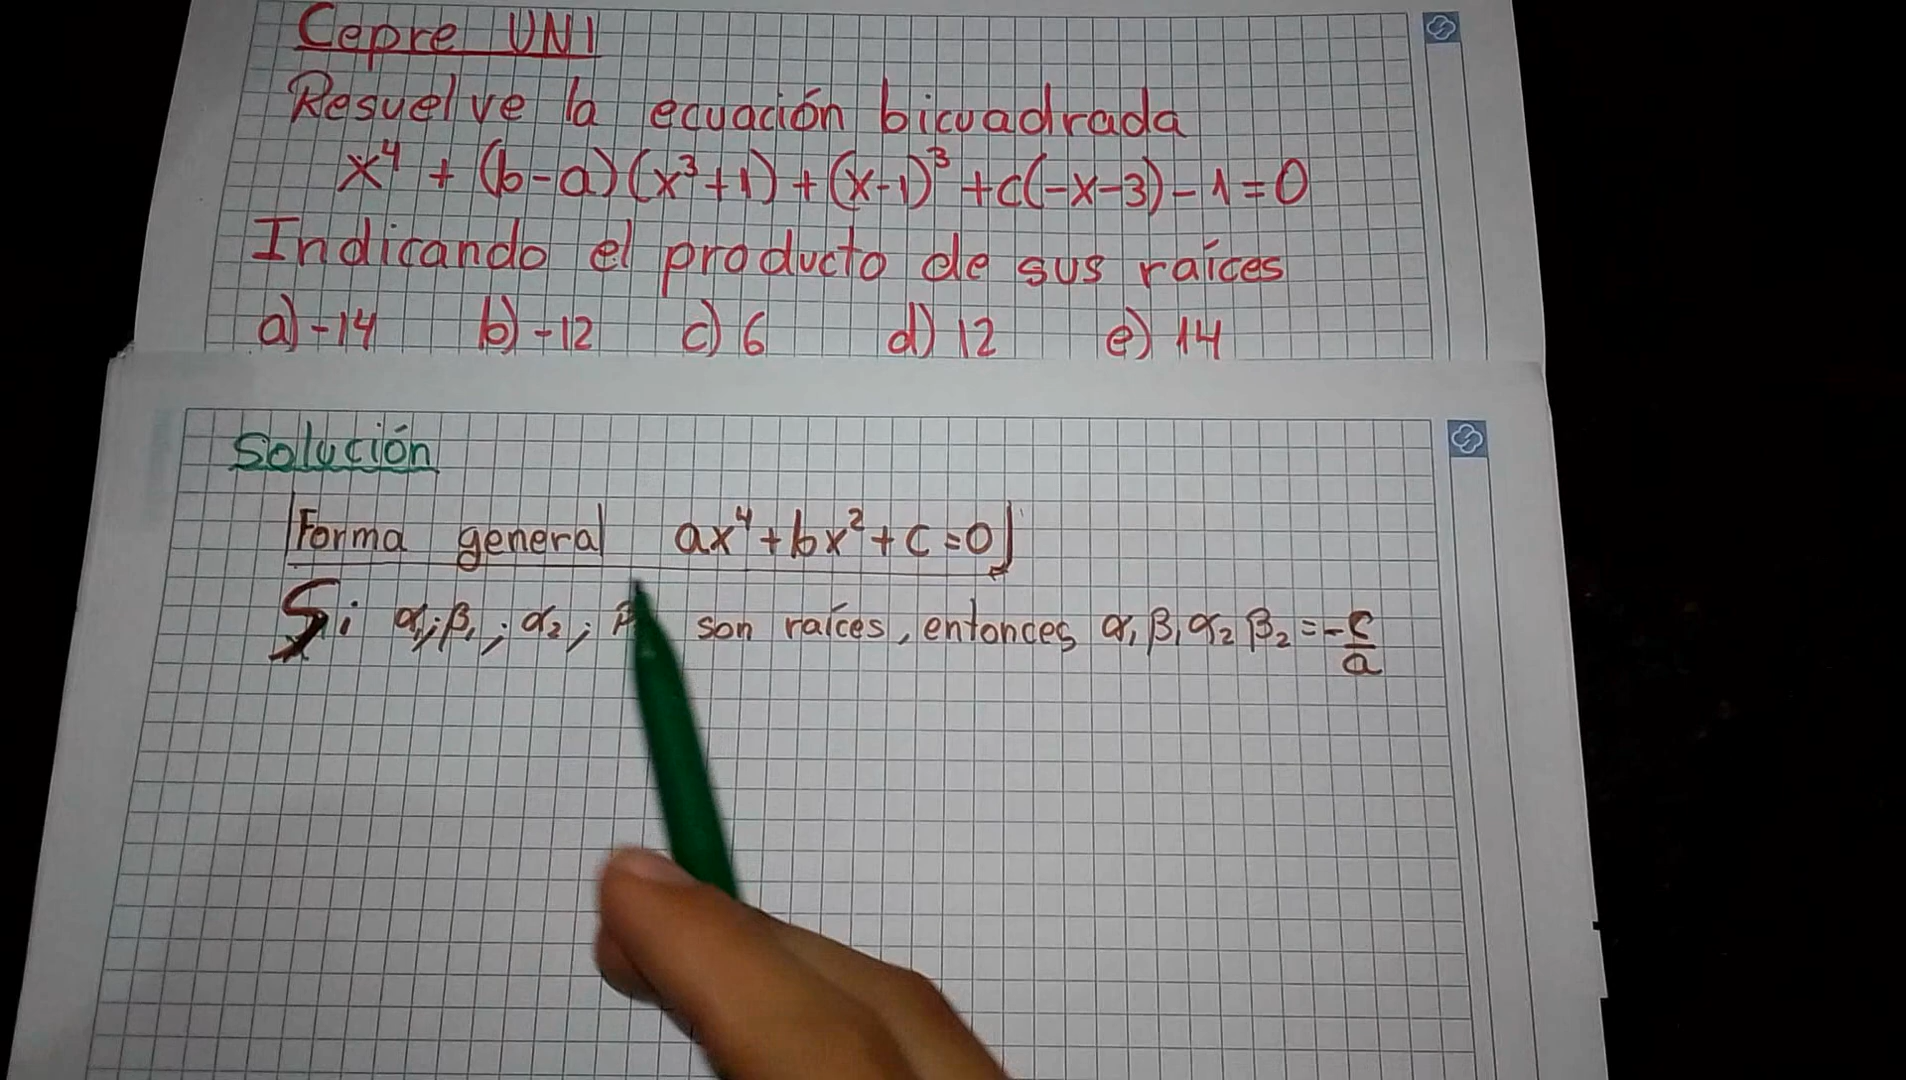 Cepre UNI
Resuelve la ecuación bicuadrada
x⁴ + (b-a)(x³+1) + (x-1)³ + c(-x-3) - 1 = 0
Indicando el producto de sus raíces
a) -14 b) -12 c) 6 d) 12 e) 14
Solución
Forma general ax⁴ + bx² + c = 0
Si α₁; β₁; α₂; β son raíces, entonces α₁ β₁ α₂ β₂ = -c/a